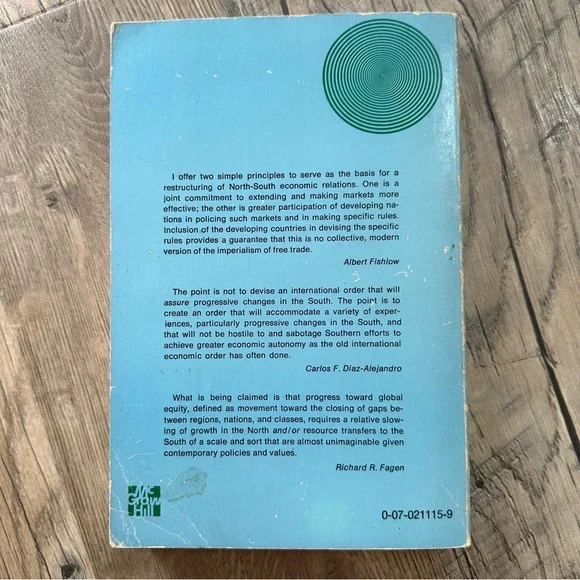 I offer two simple principles to serve as the basis for a
restructuring of North-South economic relations. One is a
joint commitment to extending and making markets more
effective; the other is greater participation of developing na-
tions in policing such markets and in making specific rules.
Inclusion of the developing countries in devising the specific
rules provides a guarantee that this is no collective, modern
version of the imperialism of free trade.
Albert Fishlow
The point is not to devise an international order that will
assure progressive changes in the South. The point is to
create an order that will accommodate a variety of exper-
iences, particularly progressive changes in the South, and
that will not be hostile to and sabotage Southern efforts to
achieve greater economic autonomy as the old international
economic order has often done.
Carlos F. Diaz-Alejandro
What is being claimed is that progress toward global
equity, defined as movement toward the closing of gaps be-
tween regions, nations, and classes, requires a relative slow-
ing of growth in the North and/or resource transfers to the
South of a scale and sort that are almost unimaginable given
contemporary policies and values.
Richard R. Fagen
Mc
Graw
Hill
0-07-021115-9